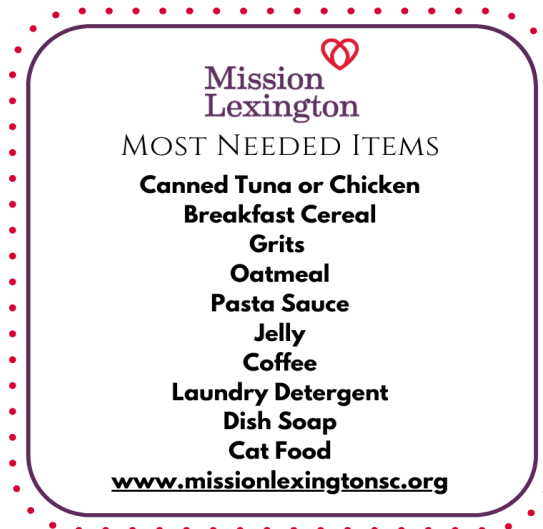 Mission
Lexington
Most Needed Items
Canned Tuna or Chicken
Breakfast Cereal
Grits
Oatmeal
Pasta Sauce
Jelly
Coffee
Laundry Detergent
Dish Soap
Cat Food
www.missionlexingtonsc.org